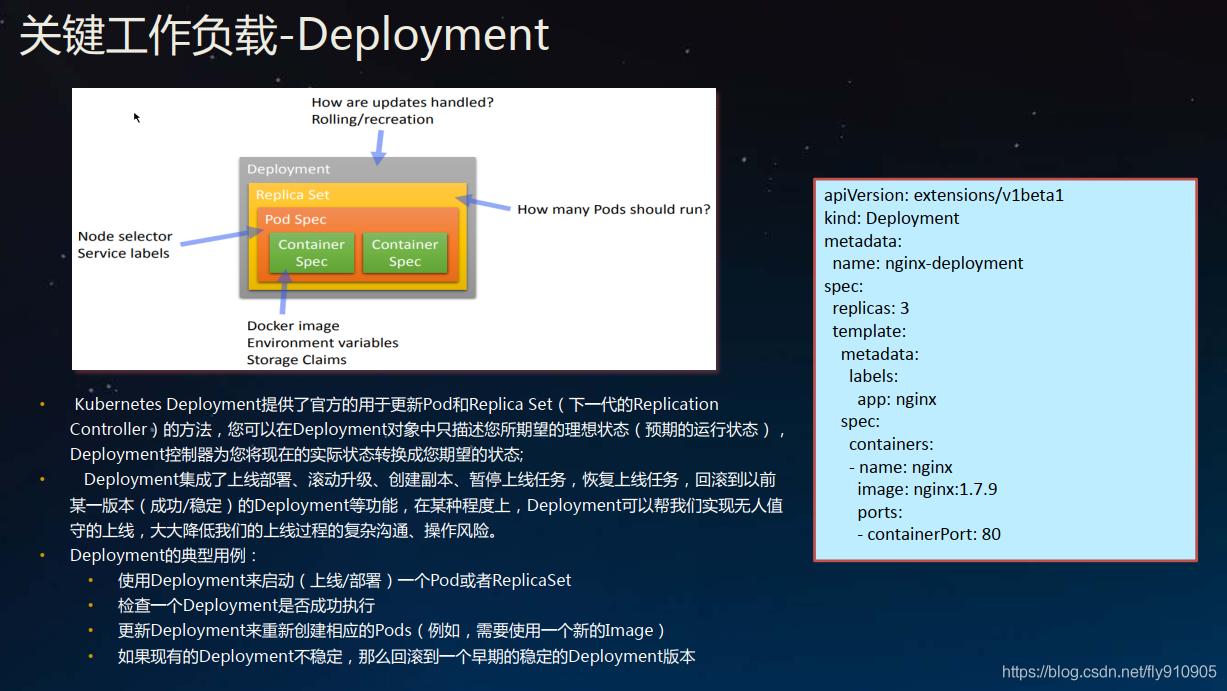 关键工作负载-Deployment
How are updates handled?
Rolling/recreation
Deployment
Replica Set
How many Pods should run?
Pod Spec
Node selector
Service labels
Container
Spec
Container
Spec
Docker image
Environment variables
Storage Claims
apiVersion: extensions/v1beta1
kind: Deployment
metadata:
name: nginx-deployment
spec:
replicas: 3
template:
metadata:
labels:
app: nginx
spec:
containers:
- name: nginx
image: nginx:1.7.9
ports:
- containerPort: 80
• Kubernetes Deployment提供了官方的用于更新Pod和Replica Set（下一代的Replication
Controller）的方法，您可以在Deployment对象中只描述您所期望的理想状态（预期的运行状态），
Deployment控制器为您将现在的实际状态转换成您期望的状态;
• Deployment集成了上线部署、滚动升级、创建副本、暂停上线任务，恢复上线任务，回滚到以前
某一版本（成功/稳定）的Deployment等功能，在某种程度上，Deployment可以帮我们实现无人值
守的上线，大大降低我们的上线过程的复杂沟通、操作风险。
• Deployment的典型用例：
• 使用Deployment来启动（上线/部署）一个Pod或者ReplicaSet
• 检查一个Deployment是否成功执行
• 更新Deployment来重新创建相应的Pods（例如，需要使用一个新的Image）
• 如果现有的Deployment不稳定，那么回滚到一个早期的稳定的Deployment版本
https://blog.csdn.net/fly910905